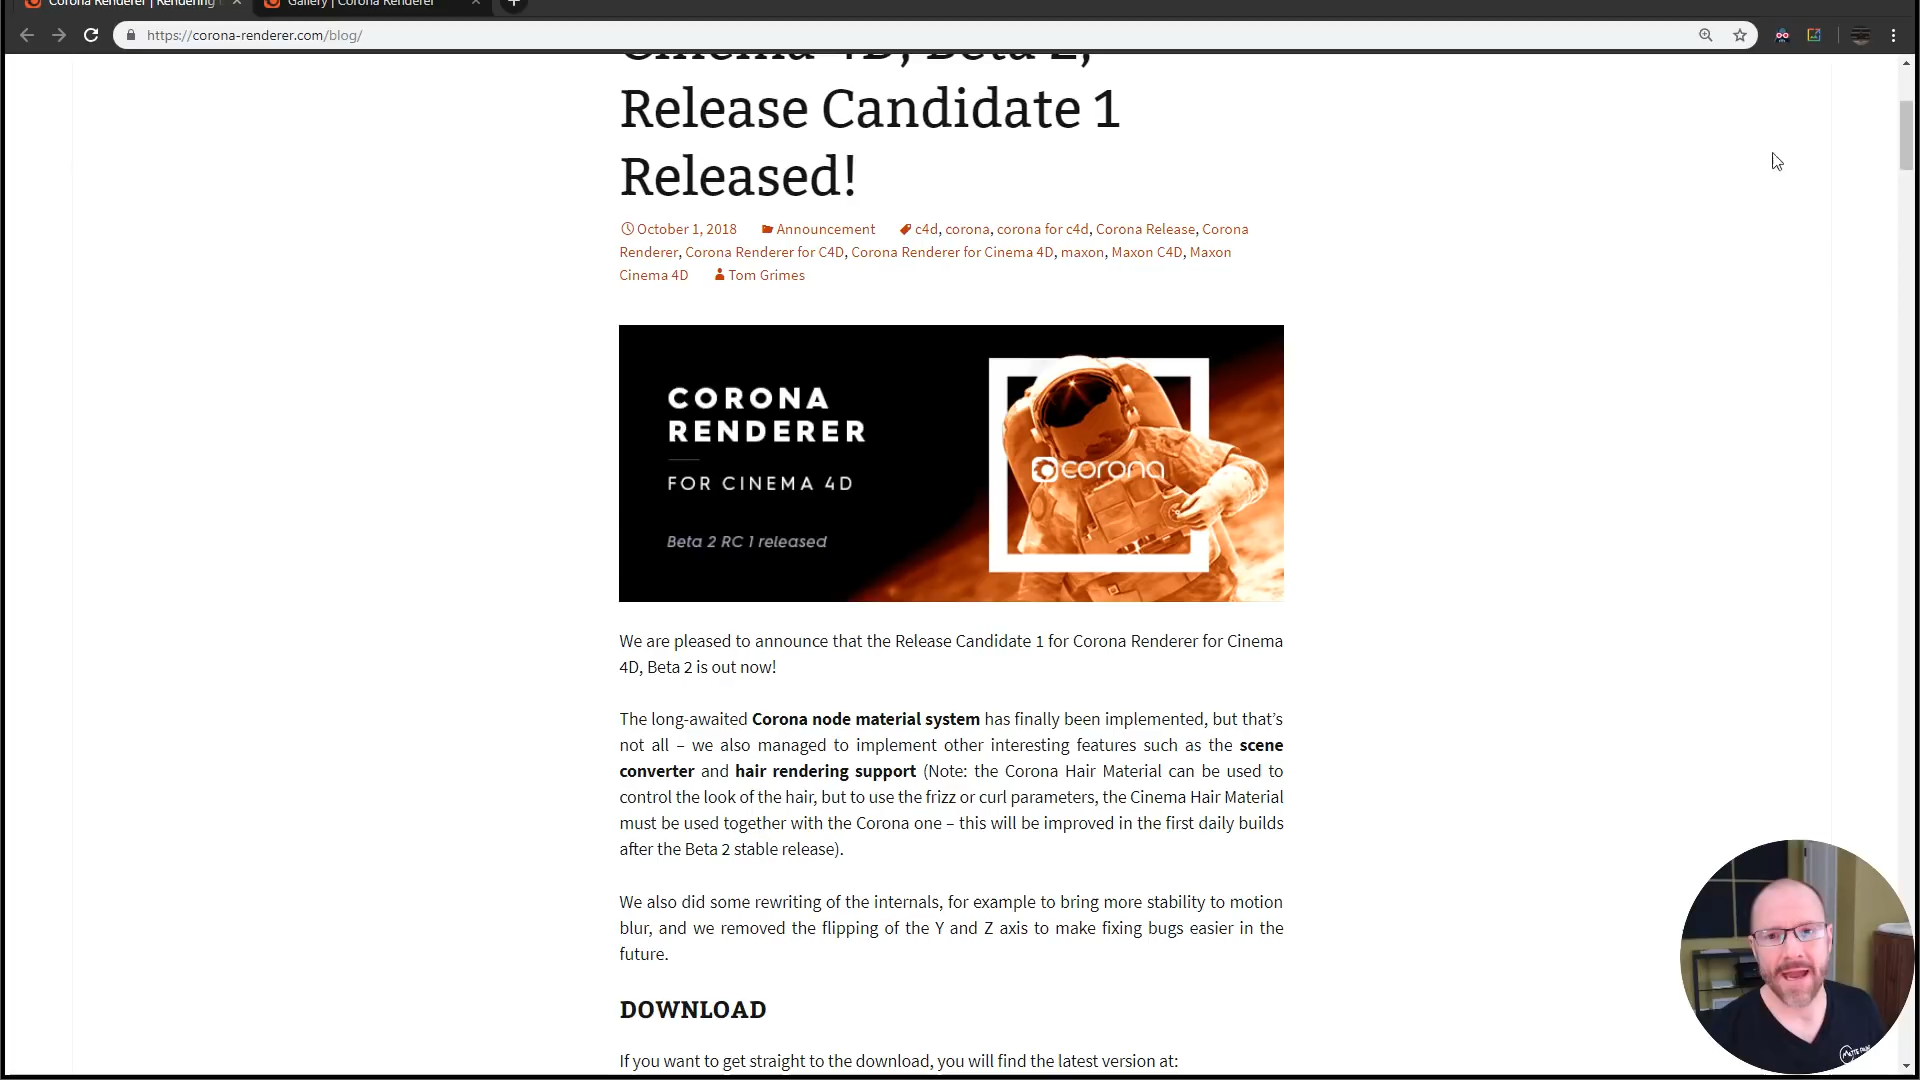 Corona Renderer | Rendering
Gallery | Corona Renderer
https://corona-renderer.com/blog/
Cinema 4D, Beta 2,
Release Candidate 1
Released!
October 1, 2018 Announcement c4d, corona, corona for c4d, Corona Release, Corona
Renderer, Corona Renderer for C4D, Corona Renderer for Cinema 4D, maxon, Maxon C4D, Maxon
Cinema 4D Tom Grimes
CORONA
RENDERER
FOR CINEMA 4D
Beta 2 RC 1 released
corona
We are pleased to announce that the Release Candidate 1 for Corona Renderer for Cinema
4D, Beta 2 is out now!
The long-awaited Corona node material system has finally been implemented, but that’s
not all – we also managed to implement other interesting features such as the scene
converter and hair rendering support (Note: the Corona Hair Material can be used to
control the look of the hair, but to use the frizz or curl parameters, the Cinema Hair Material
must be used together with the Corona one – this will be improved in the first daily builds
after the Beta 2 stable release).
We also did some rewriting of the internals, for example to bring more stability to motion
blur, and we removed the flipping of the Y and Z axis to make fixing bugs easier in the
future.
DOWNLOAD
If you want to get straight to the download, you will find the latest version at: